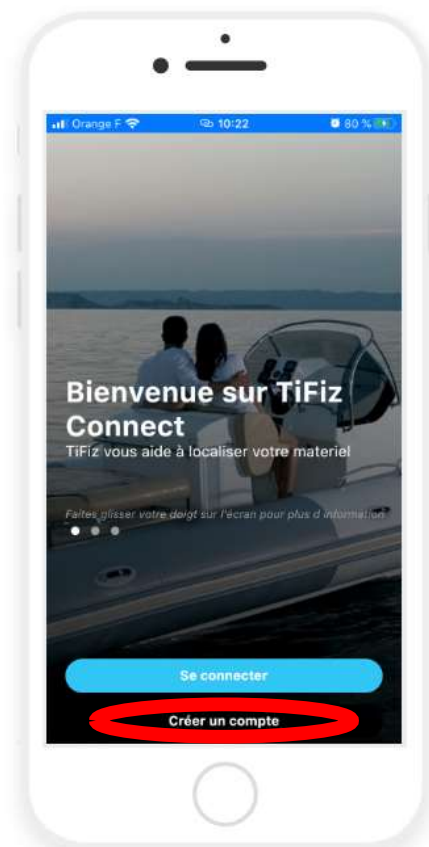 Orange F 10:22 80 %
Bienvenue sur TiFiz
Connect
TiFiz vous aide à localiser votre materiel
Faites glisser votre doigt sur l'écran pour plus d information
Se connecter
Créer un compte